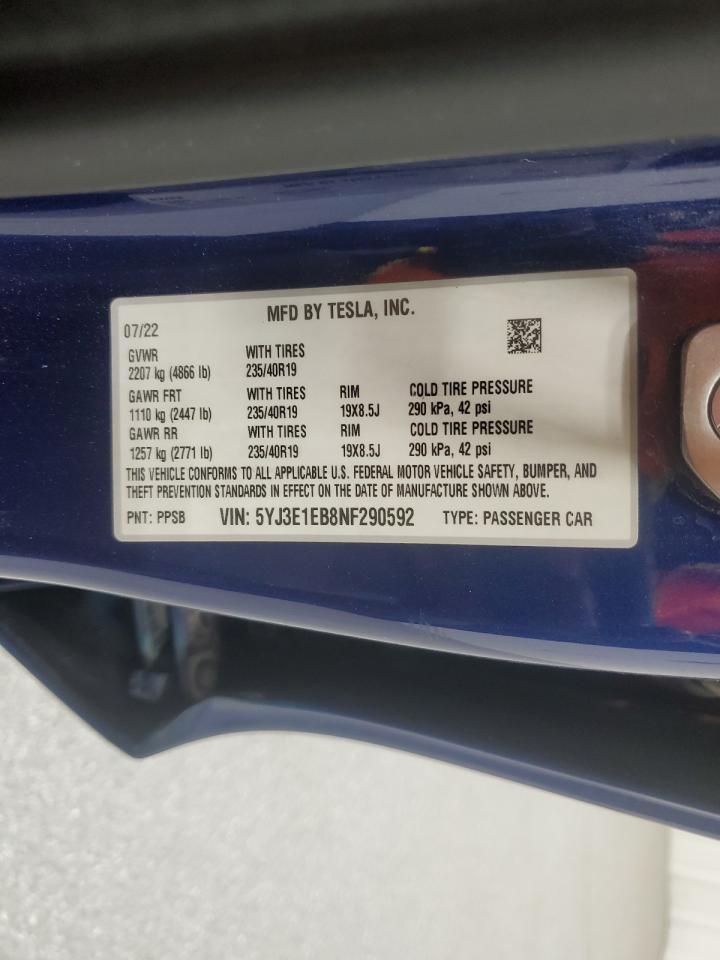 MFD BY TESLA, INC.
07/22
GVWR WITH TIRES
2207 kg (4866 lb) 235/40R19
GAWR FRT WITH TIRES RIM COLD TIRE PRESSURE
1110 kg (2447 lb) 235/40R19 19X8.5J 290 kPa, 42 psi
GAWR RR WITH TIRES RIM COLD TIRE PRESSURE
1257 kg (2771 lb) 235/40R19 19X8.5J 290 kPa, 42 psi
THIS VEHICLE CONFORMS TO ALL APPLICABLE U.S. FEDERAL MOTOR VEHICLE SAFETY, BUMPER, AND
THEFT PREVENTION STANDARDS IN EFFECT ON THE DATE OF MANUFACTURE SHOWN ABOVE.
PNT: PPSB VIN: 5YJ3E1EB8NF290592 TYPE: PASSENGER CAR